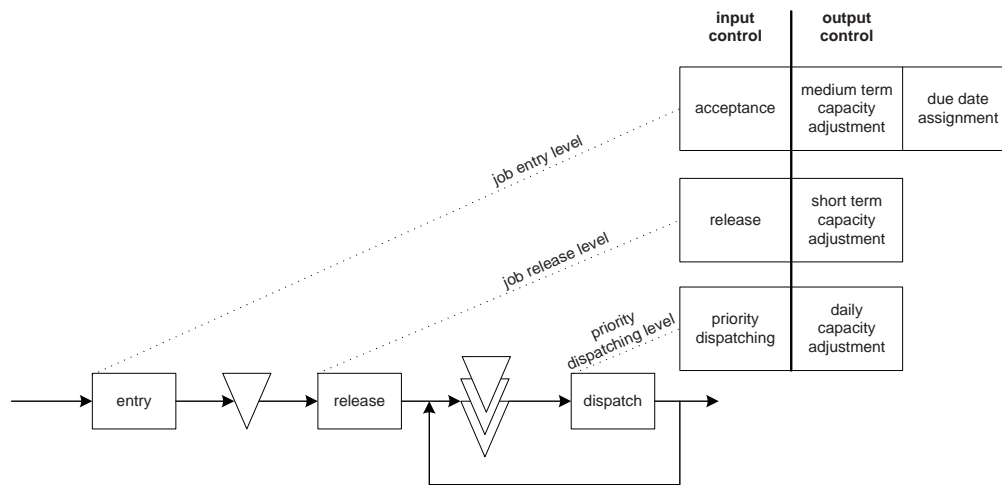 input
control
output
control
acceptance
medium term
capacity
adjustment
due date
assignment
job entry level
release
short term
capacity
adjustment
job release level
priority
dispatching
daily
capacity
adjustment
priority
dispatching level
entry
release
dispatch